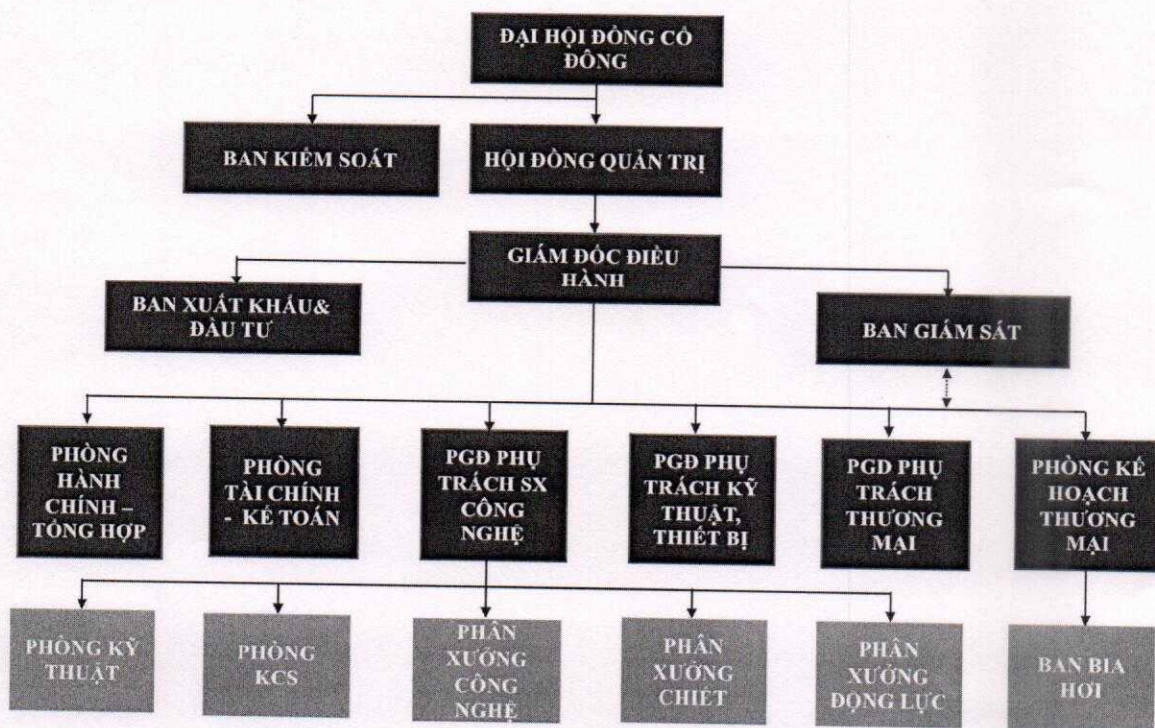 ĐẠI HỘI ĐỒNG CỔ
ĐÔNG
BAN KIỂM SOÁT
HỘI ĐỒNG QUẢN TRỊ
GIÁM ĐỐC ĐIỀU
HÀNH
BAN XUẤT KHẨU&
ĐẦU TƯ
BAN GIÁM SÁT
PHÒNG
HÀNH
CHÍNH –
TỔNG HỢP
PHÒNG
TÀI CHÍNH
- KẾ TOÁN
PGĐ PHỤ
TRÁCH SX
CÔNG
NGHỆ
PGĐ PHỤ
TRÁCH KỸ
THUẬT,
THIẾT BỊ
PGĐ PHỤ
TRÁCH
THƯƠNG
MẠI
PHÒNG KẾ
HOẠCH
THƯƠNG
MẠI
PHÒNG KỸ
THUẬT
PHÒNG
KCS
PHÂN
XƯỞNG
CÔNG
NGHỆ
PHÂN
XƯỞNG
CHIẾT
PHÂN
XƯỞNG
ĐỘNG LỰC
BAN BIA
HƠI